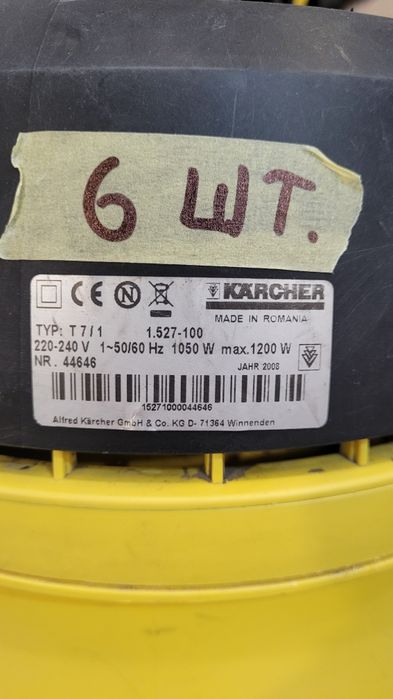 6 ШТ.
KÄRCHER
MADE IN ROMANIA
TYP: T 7/1 1.527-100
220-240 V 1~50/60 Hz 1050 W max.1200 W
NR. 44646 JAHR 2008
15271000044646
Alfred Kärcher GmbH & Co. KG D- 71364 Winnenden